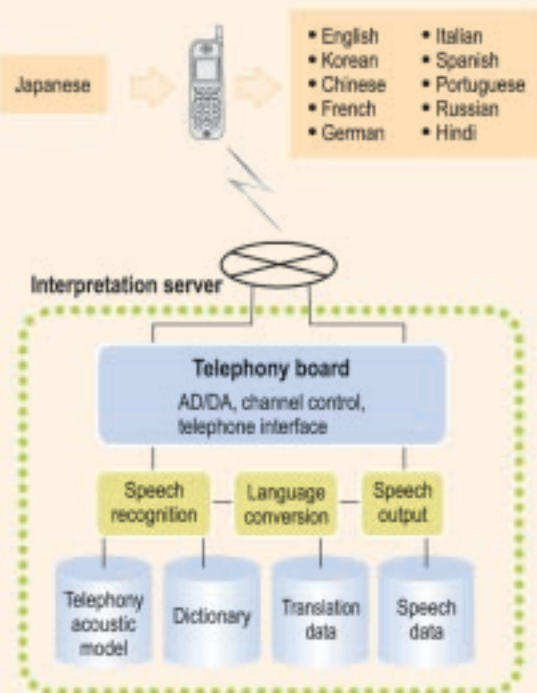 Japanese
• English
• Korean
• Chinese
• French
• German
• Italian
• Spanish
• Portuguese
• Russian
• Hindi
Interpretation server
Telephony board
AD/DA, channel control,
telephone interface
Speech
recognition
Language
conversion
Speech
output
Telephony
acoustic
model
Dictionary
Translation
data
Speech
data